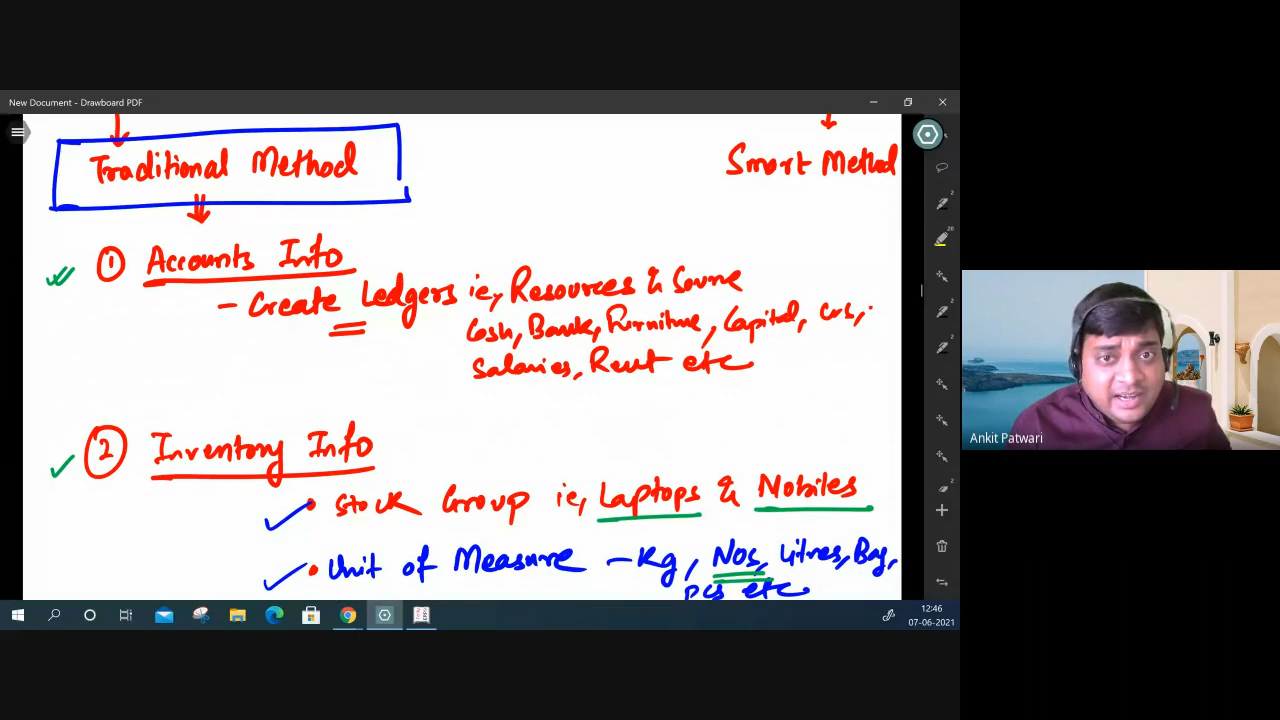 New Document - Drawboard PDF
Traditional Method
Smart Method
① Accounts Info
- Create Ledgers ie, Resources & Source
Cash, Bank, Furniture, Capital,
Salaries, Rent etc
② Inventory Info
• Stock Group ie, Laptops & Mobiles
• Unit of Measure - Kg, Nos, Litres, Bag,
pcs etc
Ankit Patwari
12:46
07-06-2021